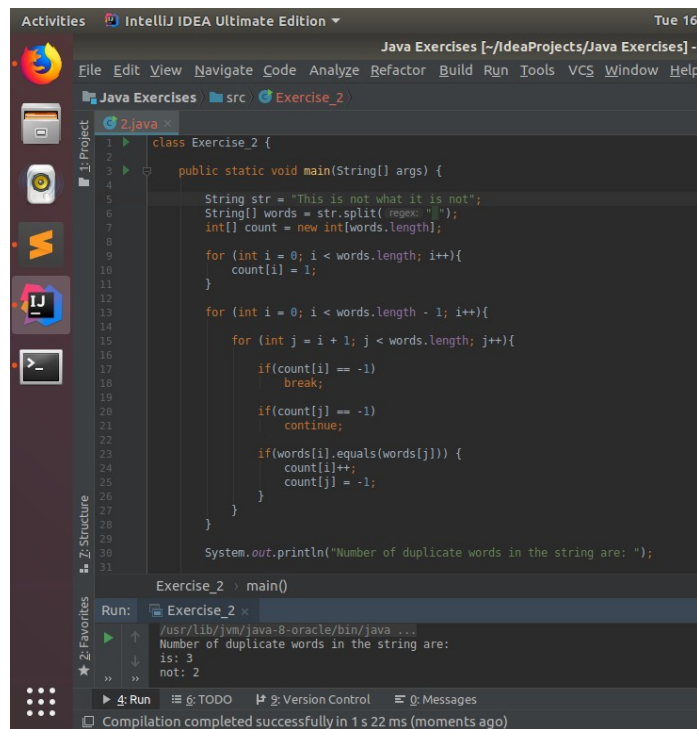 Activities IntelliJ IDEA Ultimate Edition Tue 16
Java Exercises [~/IdeaProjects/Java Exercises] -
File Edit View Navigate Code Analyze Refactor Build Run Tools VCS Window Help
Java Exercises src Exercise_2
2.java
1: Project
1 class Exercise_2 {
2
3 public static void main(String[] args) {
4
5 String str = "This is not what it is not";
6 String[] words = str.split( regex: " ");
7 int[] count = new int[words.length];
8
9 for (int i = 0; i < words.length; i++){
10 count[i] = 1;
11 }
12
13 for (int i = 0; i < words.length - 1; i++){
14
15 for (int j = i + 1; j < words.length; j++){
16
17 if(count[i] == -1)
18 break;
19
20 if(count[j] == -1)
21 continue;
22
23 if(words[i].equals(words[j])) {
24 count[i]++;
25 count[j] = -1;
26 }
27 }
28 }
29
30 System.out.println("Number of duplicate words in the string are: ");
31
7: Structure
Exercise_2 › main()
2: Favorites
Run: Exercise_2
/usr/lib/jvm/java-8-oracle/bin/java ...
Number of duplicate words in the string are:
is: 3
not: 2
4: Run 6: TODO 9: Version Control 0: Messages
Compilation completed successfully in 1 s 22 ms (moments ago)
IJ